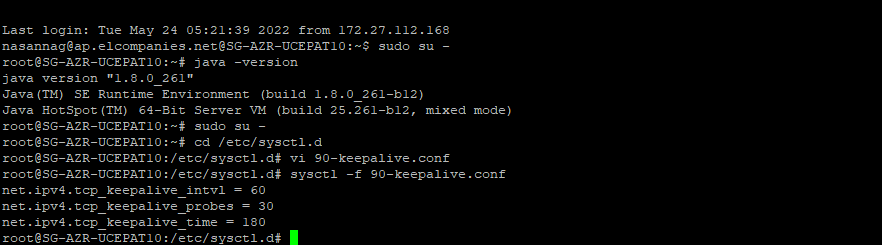 Last login: Tue May 24 05:21:39 2022 from 172.27.112.168
nasannag@ap.elcompanies.net@SG-AZR-UCEPAT10:~$ sudo su -
root@SG-AZR-UCEPAT10:~# java -version
java version "1.8.0_261"
Java(TM) SE Runtime Environment (build 1.8.0_261-b12)
Java HotSpot(TM) 64-Bit Server VM (build 25.261-b12, mixed mode)
root@SG-AZR-UCEPAT10:~# sudo su -
root@SG-AZR-UCEPAT10:~# cd /etc/sysctl.d
root@SG-AZR-UCEPAT10:/etc/sysctl.d# vi 90-keepalive.conf
root@SG-AZR-UCEPAT10:/etc/sysctl.d# sysctl -f 90-keepalive.conf
net.ipv4.tcp_keepalive_intvl = 60
net.ipv4.tcp_keepalive_probes = 30
net.ipv4.tcp_keepalive_time = 180
root@SG-AZR-UCEPAT10:/etc/sysctl.d#